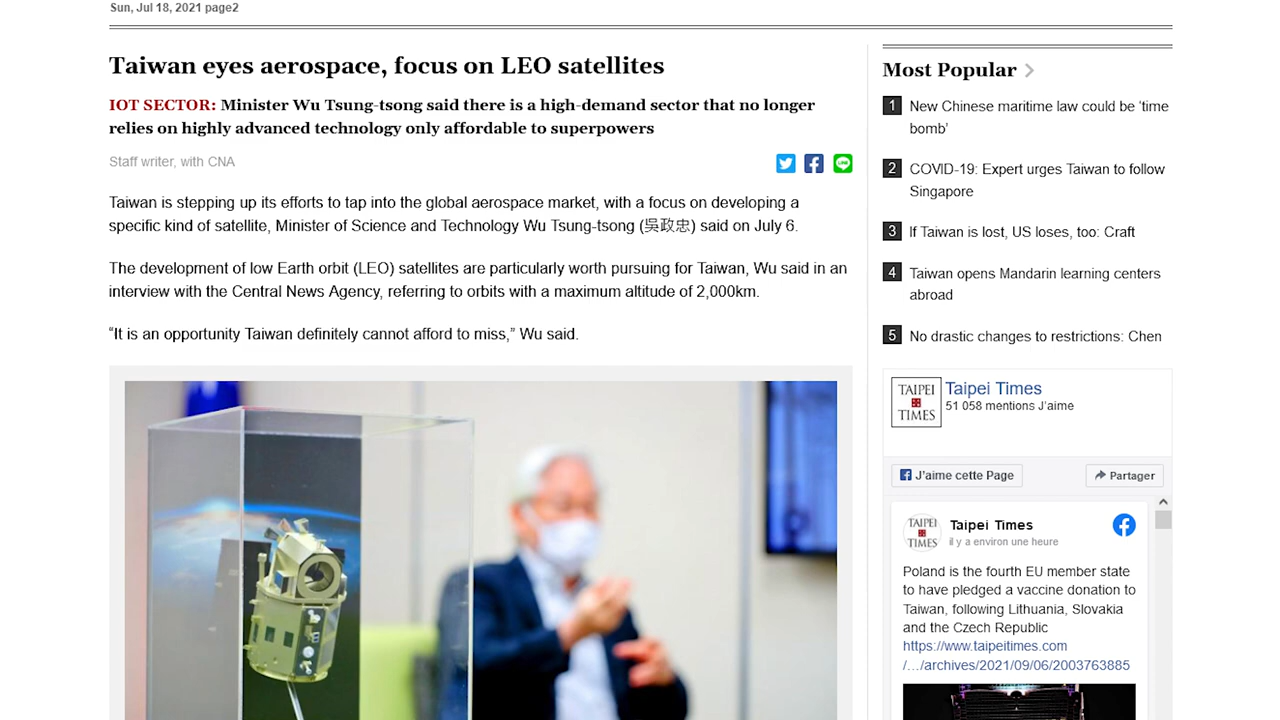 Sun, Jul 18, 2021 page2
Taiwan eyes aerospace, focus on LEO satellites
IOT SECTOR: Minister Wu Tsung-tsong said there is a high-demand sector that no longer
relies on highly advanced technology only affordable to superpowers
Staff writer, with CNA
LINE
Taiwan is stepping up its efforts to tap into the global aerospace market, with a focus on developing a
specific kind of satellite, Minister of Science and Technology Wu Tsung-tsong (吳政忠) said on July 6.
The development of low Earth orbit (LEO) satellites are particularly worth pursuing for Taiwan, Wu said in an
interview with the Central News Agency, referring to orbits with a maximum altitude of 2,000km.
“It is an opportunity Taiwan definitely cannot afford to miss,” Wu said.
Most Popular
1 New Chinese maritime law could be ‘time
bomb’
2 COVID-19: Expert urges Taiwan to follow
Singapore
3 If Taiwan is lost, US loses, too: Craft
4 Taiwan opens Mandarin learning centers
abroad
5 No drastic changes to restrictions: Chen
TAIPEI
TIMES
Taipei Times
51 058 mentions J’aime
J’aime cette Page
Partager
TAIPEI
TIMES
Taipei Times
il y a environ une heure
Poland is the fourth EU member state
to have pledged a vaccine donation to
Taiwan, following Lithuania, Slovakia
and the Czech Republic
https://www.taipeitimes.com
/…/archives/2021/09/06/2003763885